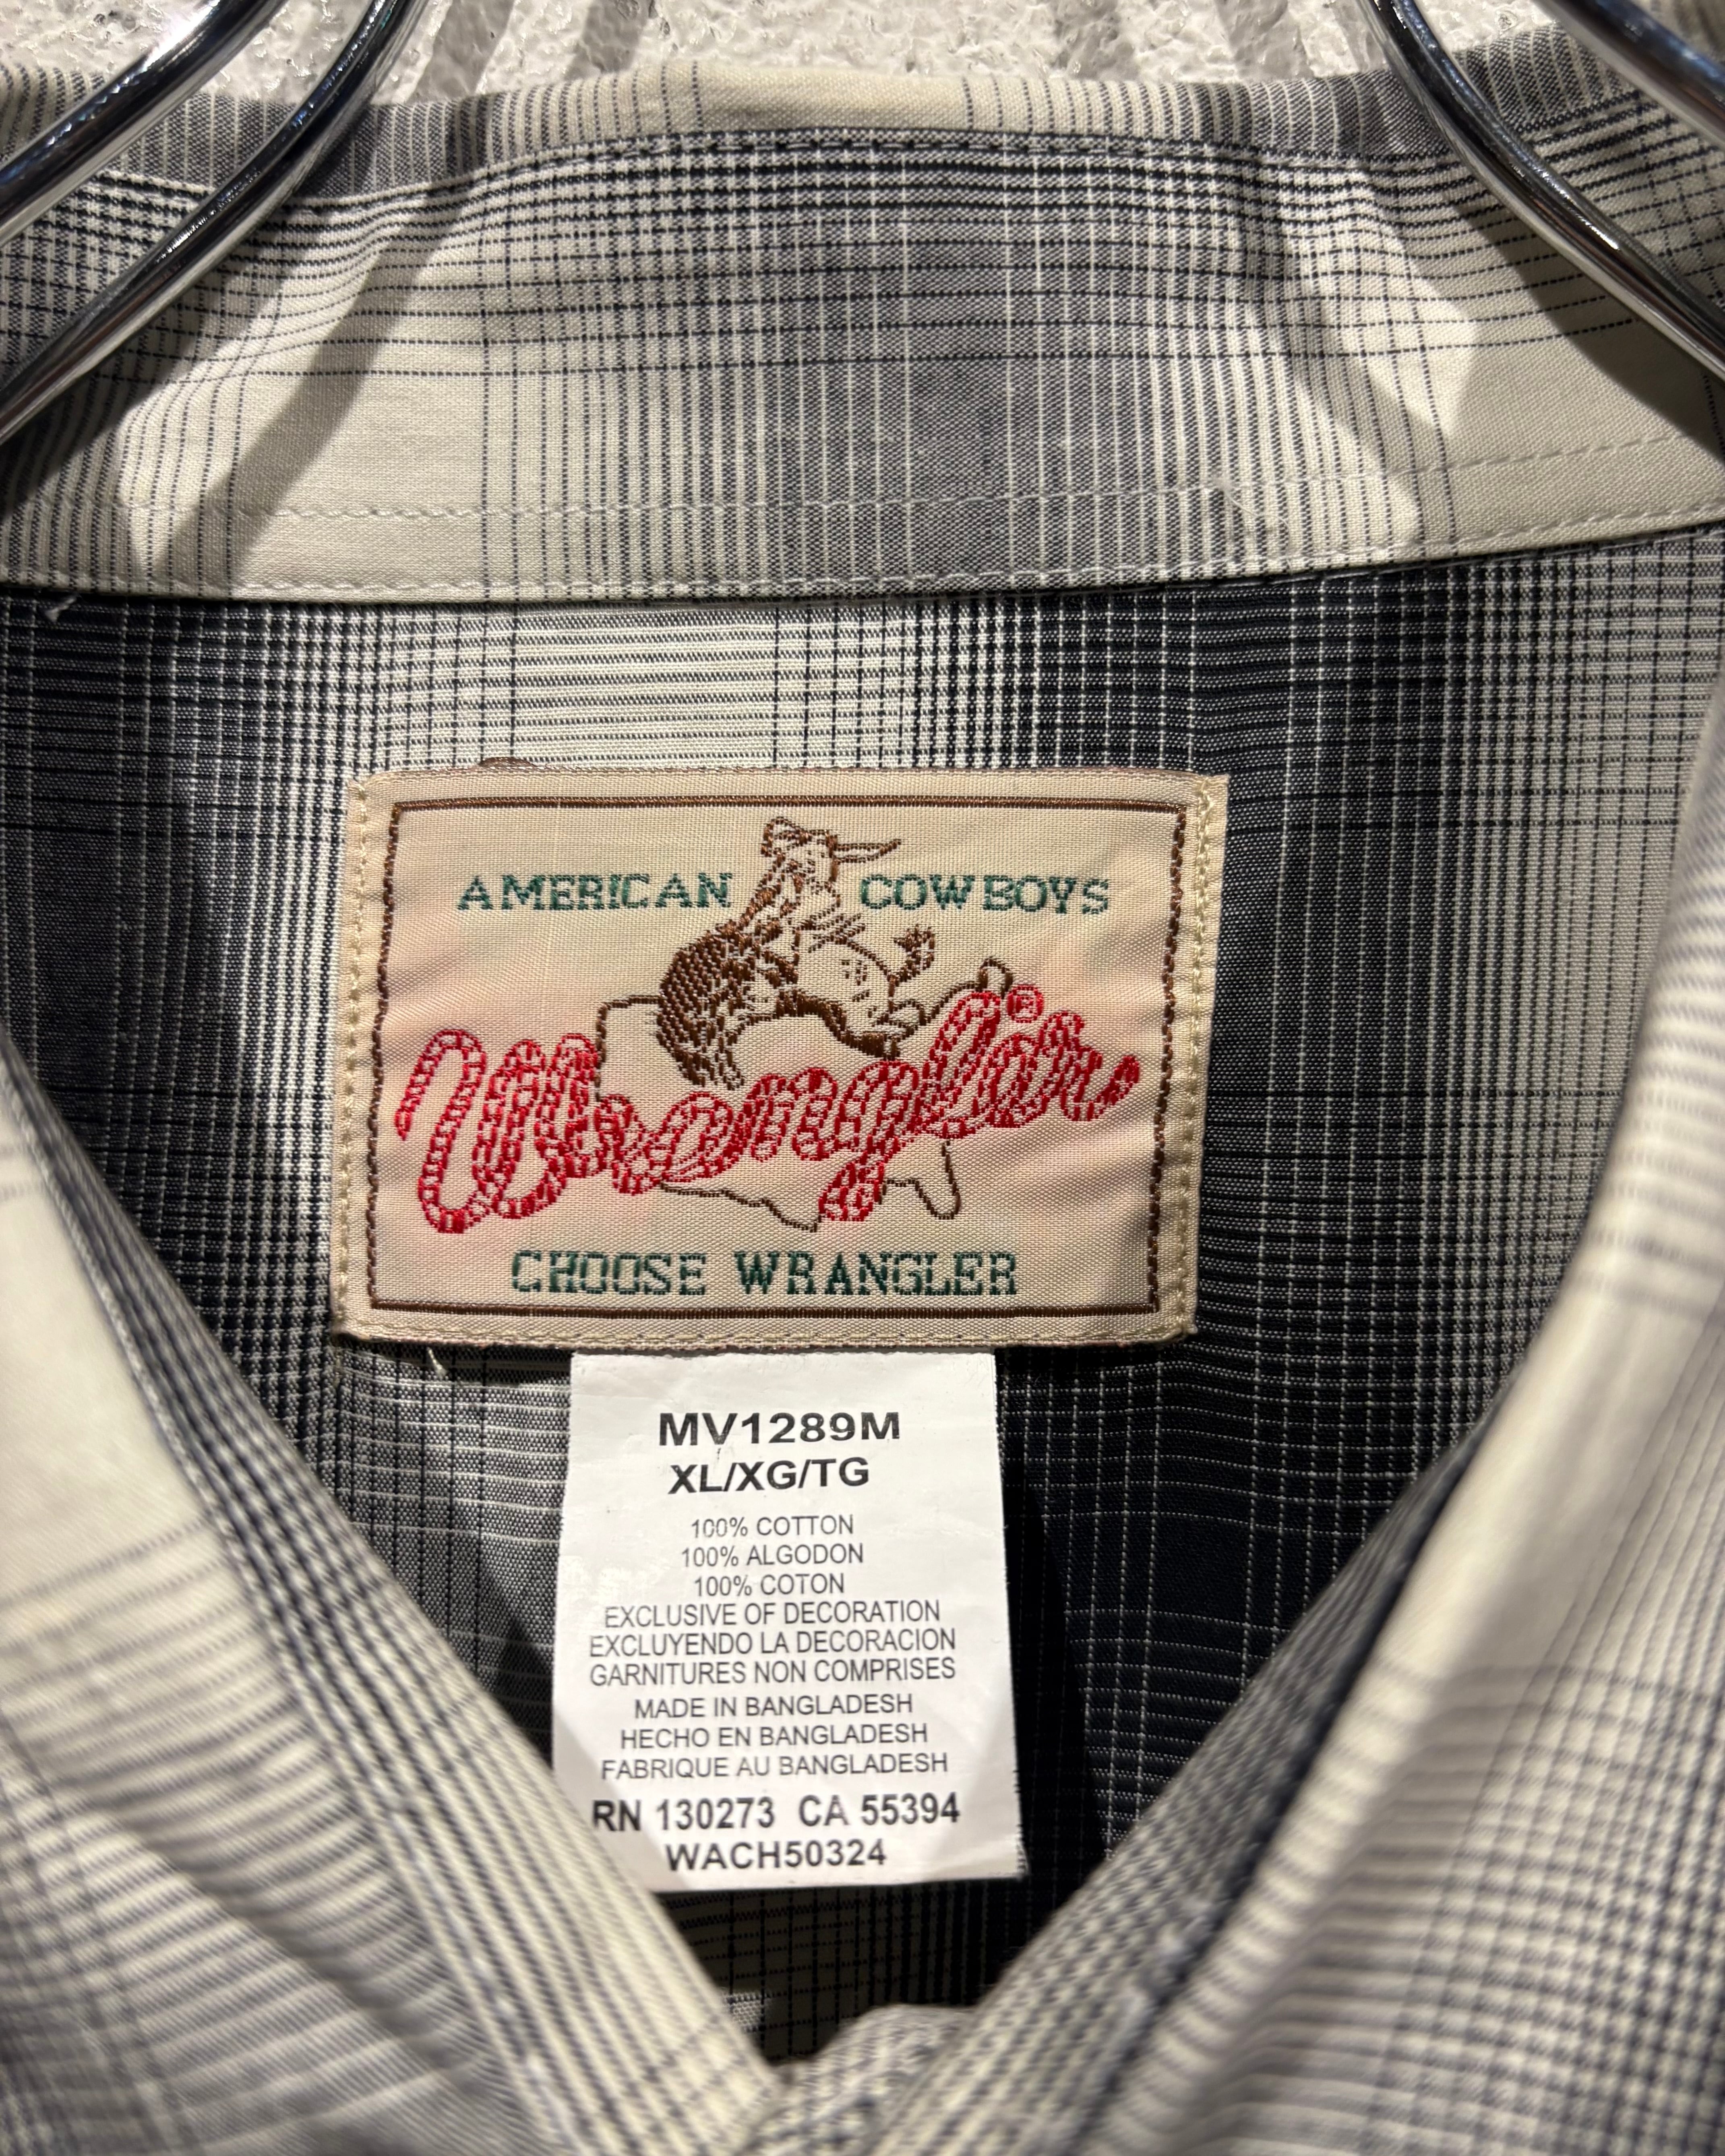 AMERICAN COWBOYS
Wrangler®
CHOOSE WRANGLER
MV1289M
XL/XG/TG
100% COTTON
100% ALGODON
100% COTON
EXCLUSIVE OF DECORATION
EXCLUYENDO LA DECORACION
GARNITURES NON COMPRISES
MADE IN BANGLADESH
HECHO EN BANGLADESH
FABRIQUE AU BANGLADESH
RN 130273 CA 55394
WACH50324